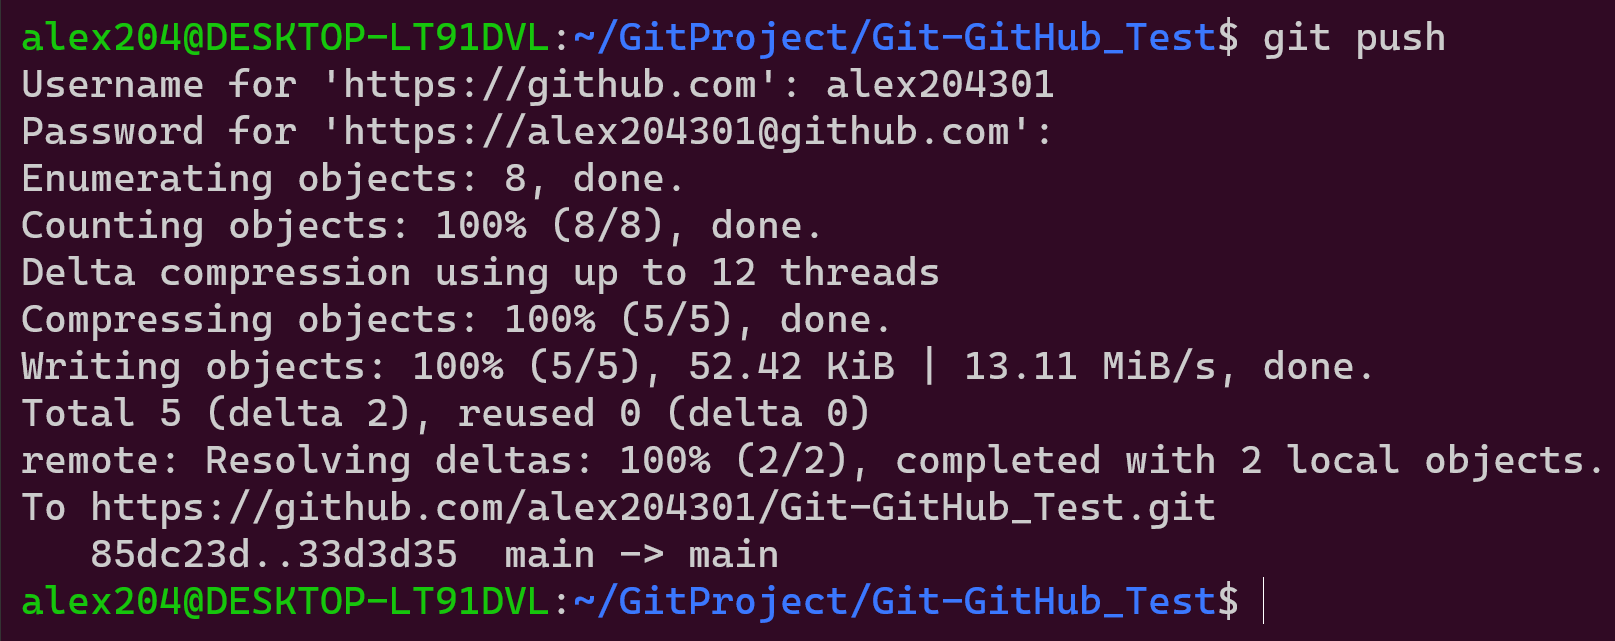 alex204@DESKTOP-LT91DVL:~/GitProject/Git-GitHub_Test$ git push
Username for 'https://github.com': alex204301
Password for 'https://alex204301@github.com':
Enumerating objects: 8, done.
Counting objects: 100% (8/8), done.
Delta compression using up to 12 threads
Compressing objects: 100% (5/5), done.
Writing objects: 100% (5/5), 52.42 KiB | 13.11 MiB/s, done.
Total 5 (delta 2), reused 0 (delta 0)
remote: Resolving deltas: 100% (2/2), completed with 2 local objects.
To https://github.com/alex204301/Git-GitHub_Test.git
   85dc23d..33d3d35  main -> main
alex204@DESKTOP-LT91DVL:~/GitProject/Git-GitHub_Test$